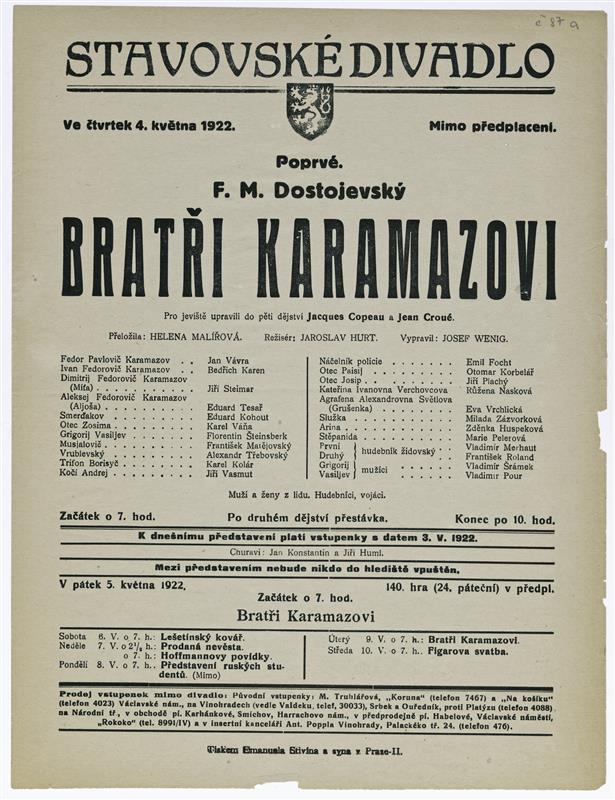 č 87 a
STAVOVSKÉ DIVADLO
Ve čtvrtek 4. května 1922. Mimo předplacení.
Poprvé.
F. M. Dostojevský
BRATŘI KARAMAZOVI
Pro jeviště upravili do pěti dějství Jacques Copeau a Jean Croué.
Přeložila: HELENA MALÍŘOVÁ. Režisér: JAROSLAV HURT. Vypravil: JOSEF WENIG.
Fedor Pavlovič Karamazov . . Jan Vávra
Ivan Fedorovič Karamazov . . Bedřich Karen
Dimitrij Fedorovič Karamazov
(Míťa) . . . . . . . . . . Jiří Steimar
Aleksej Fedorovič Karamazov
(Aljoša) . . . . . . . . . Eduard Tesař
Smerďakov . . . . . . . . Eduard Kohout
Otec Zosima . . . . . . . Karel Váňa
Grigorij Vasiljev . . . . . . Florentin Šteinsberk
Musjalovič . . . . . . . . František Matějovský
Vrublevský . . . . . . . . Alexandr Třebovský
Trifon Borisyč . . . . . . . Karel Kolár
Kočí Andrej . . . . . . . . Jiří Vasmut
Náčelník policie . . . . . . . Emil Focht
Otec Paisij . . . . . . . . . Otomar Korbelář
Otec Josip . . . . . . . . . Jiří Plachý
Kateřina Ivanovna Verchovcova Růžena Nasková
Agrafena Alexandrovna Světlova
(Grušenka) . . . . . . . . Eva Vrchlická
Služka . . . . . . . . . . Milada Zázvorková
Arina . . . . . . . . . . . Zděnka Huspeková
Stěpanida . . . . . . . . . Marie Pelerová
První } hudebník židovský . . Vladimír Merhaut
Druhý František Roland
Grigorij } mužíci . . . . . . Vladimír Šrámek
Vasiljev Vladimír Pour
Muži a ženy z lidu. Hudebníci, vojáci.
Začátek o 7. hod. Po druhém dějství přestávka. Konec po 10. hod.
K dnešnímu představení platí vstupenky s datem 3. V. 1922.
Churavi: Jan Konstantin a Jiří Huml.
Mezi představením nebude nikdo do hlediště vpuštěn.
V pátek 5. května 1922. 140. hra (24. páteční) v předpl.
Začátek o 7. hod.
Bratři Karamazovi
Sobota 6. V. o 7. h.: Lešetínský kovář.
Neděle 7. V. o 2½ h.: Prodaná nevěsta.
o 7. h.: Hoffmannovy povídky.
Pondělí 8. V. o 7. h.: Představení ruských stu-
dentů. (Mimo)
Úterý 9. V. o 7. h.: Bratři Karamazovi.
Středa 10. V. o 7. h.: Figarova svatba.
Prodej vstupenek mimo divadlo: Původní vstupenky: M. Truhlářová, „Koruna“ (telefon 7467) a „Na košíku“
(telefon 4023) Václavské nám., na Vinohradech (vedle Valdeku, telef. 30033), Srbek a Ouředník, proti Platýzu (telefon 4088)
na Národní tř., v obchodě pí. Karhánkové, Smíchov, Harrachovo nám., v předprodejně pí. Habelové, Václavské náměstí,
„Rokoko“ (tel. 8991/IV) a v insertní kanceláři Ant. Poppla Vinohrady, Palackého tř. 24. (telefon 476).
Tiskem Emanuela Stivína a syna v Praze-II.